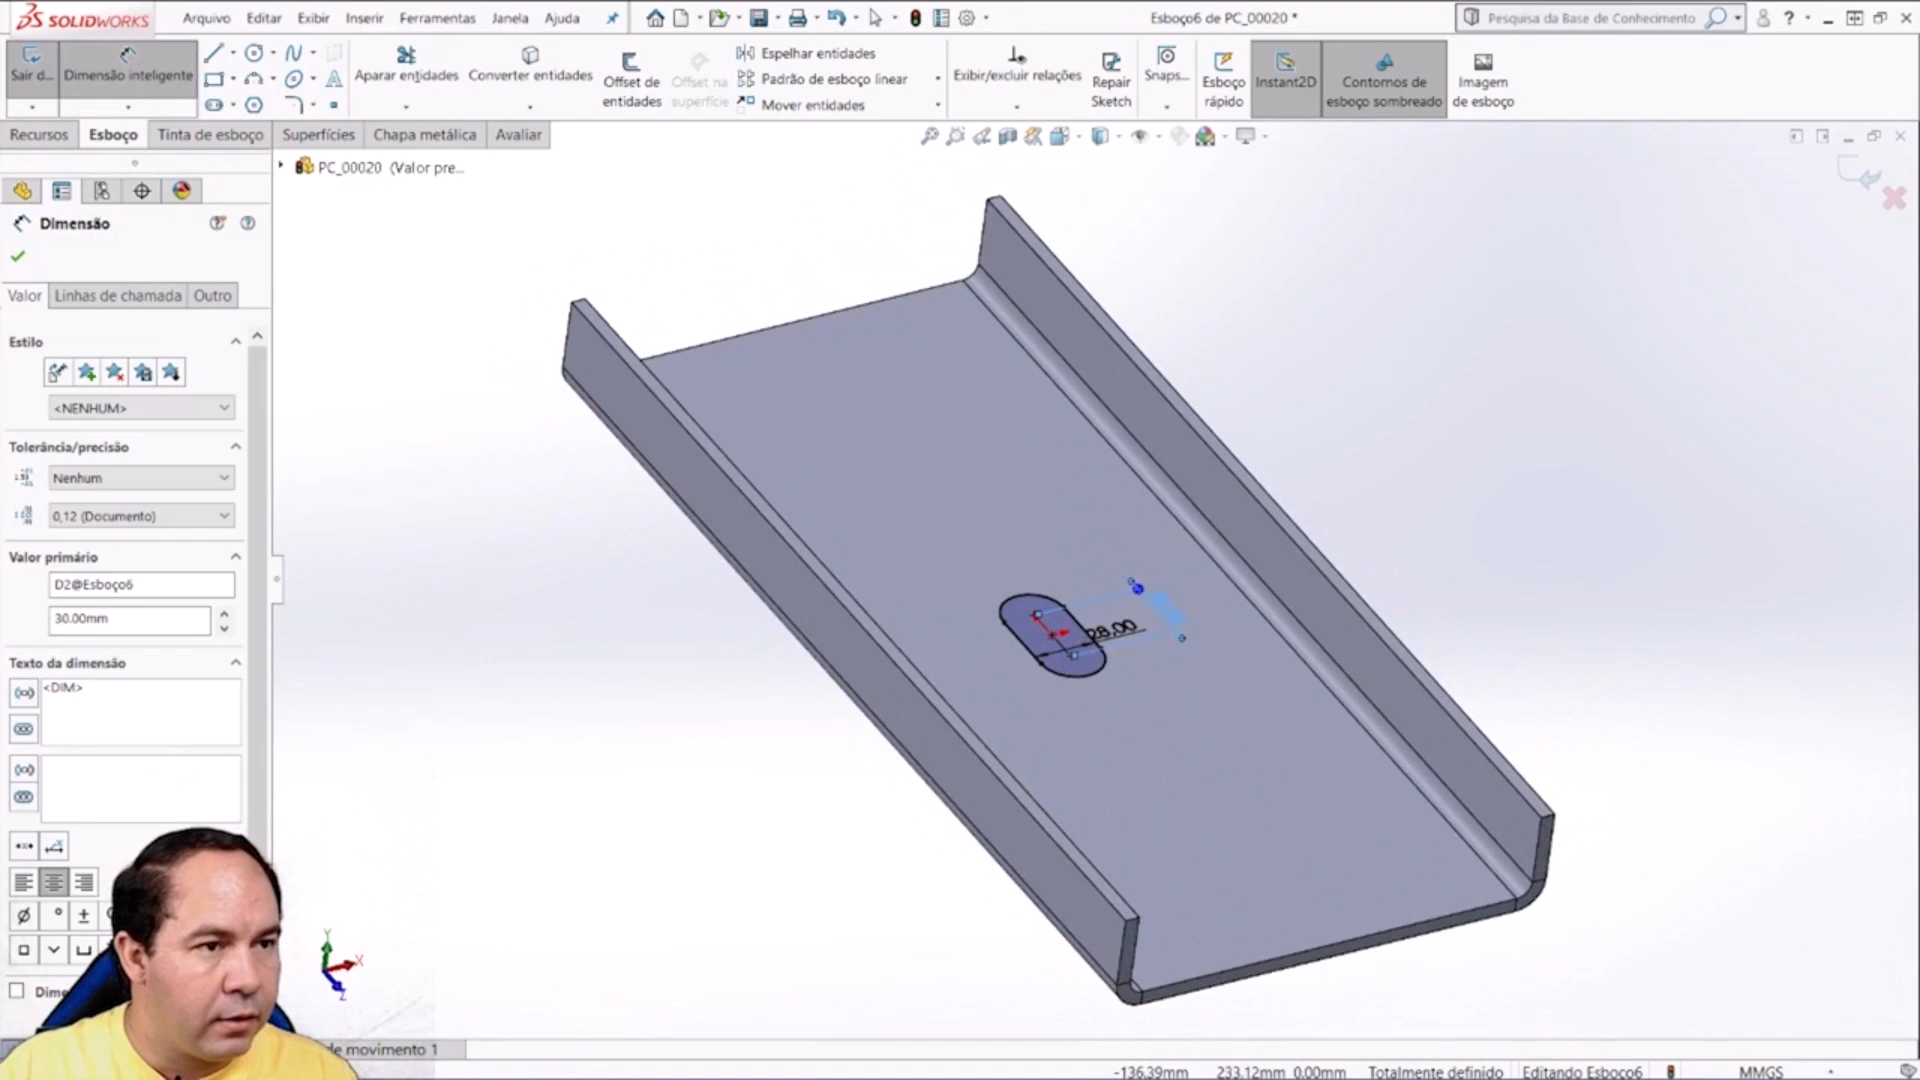 SOLIDWORKS
Arquivo Editar Exibir Inserir Ferramentas Janela Ajuda
Esboço6 de PC_00020 *
Pesquisa da Base de Conhecimento
Sair d...
Dimensão inteligente
Aparar entidades
Converter entidades
Offset de entidades
Offset na superfície
Espelhar entidades
Padrão de esboço linear
Mover entidades
Exibir/excluir relações
Repair Sketch
Snaps...
Esboço rápido
Instant2D
Contornos de esboço sombreado
Imagem de esboço
Recursos Esboço Tinta de esboço Superfícies Chapa metálica Avaliar
PC_00020 (Valor pre...
Dimensão
Valor Linhas de chamada Outro
Estilo
<NENHUM>
Tolerância/precisão
Nenhum
0,12 (Documento)
Valor primário
D2@Esboço6
30.00mm
Texto da dimensão
<DIM>
28,00
Y
X
Z
Dime
de movimento 1
-136.39mm 233.12mm 0.00mm Totalmente definido Editando Esboço6 MMGS